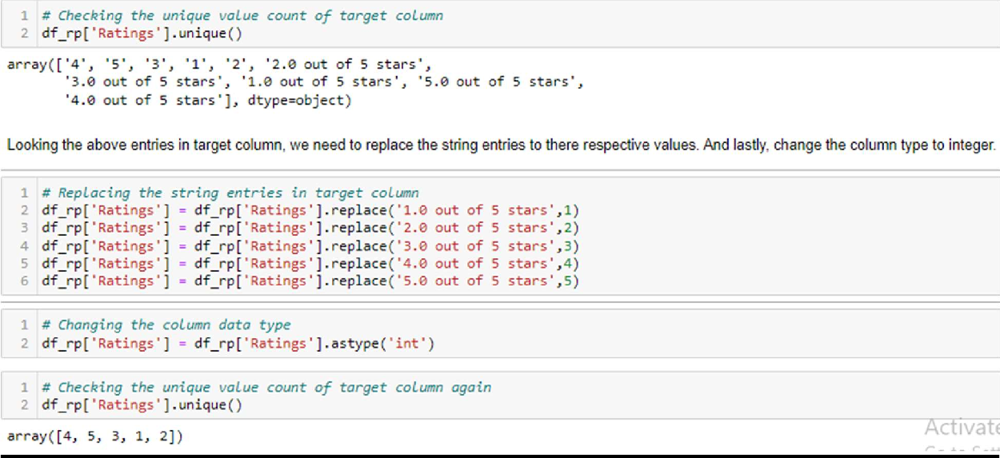 1 # Checking the unique value count of target column
2 df_rp['Ratings'].unique()
array(['4', '5', '3', '1', '2', '2.0 out of 5 stars',
'3.0 out of 5 stars', '1.0 out of 5 stars', '5.0 out of 5 stars',
'4.0 out of 5 stars'], dtype=object)
Looking the above entries in target column, we need to replace the string entries to there respective values. And lastly, change the column type to integer.
1 # Replacing the string entries in target column
2 df_rp['Ratings'] = df_rp['Ratings'].replace('1.0 out of 5 stars',1)
3 df_rp['Ratings'] = df_rp['Ratings'].replace('2.0 out of 5 stars',2)
4 df_rp['Ratings'] = df_rp['Ratings'].replace('3.0 out of 5 stars',3)
5 df_rp['Ratings'] = df_rp['Ratings'].replace('4.0 out of 5 stars',4)
6 df_rp['Ratings'] = df_rp['Ratings'].replace('5.0 out of 5 stars',5)
1 # Changing the column data type
2 df_rp['Ratings'] = df_rp['Ratings'].astype('int')
1 # Checking the unique value count of target column again
2 df_rp['Ratings'].unique()
array([4, 5, 3, 1, 2])
Activate